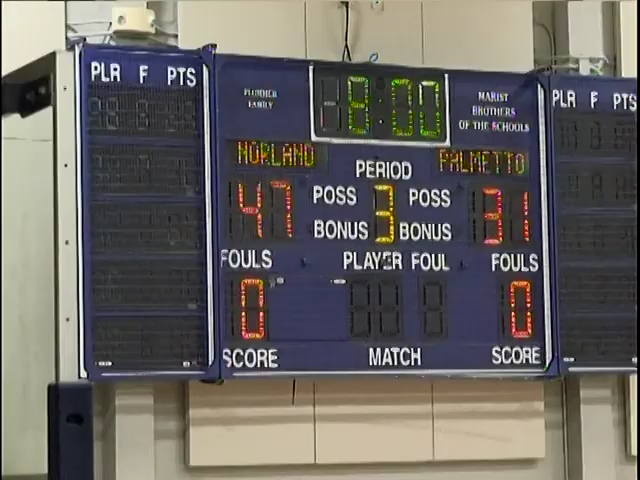 PLR F PTS
PLUMMER
FAMILY
8:00
MARIST
BROTHERS
OF THE SCHOOLS
PLR F PTS
NORLAND
PALMETTO
PERIOD
47 POSS 3 POSS 31
BONUS BONUS
FOULS PLAYER FOUL FOULS
0 0
SCORE MATCH SCORE